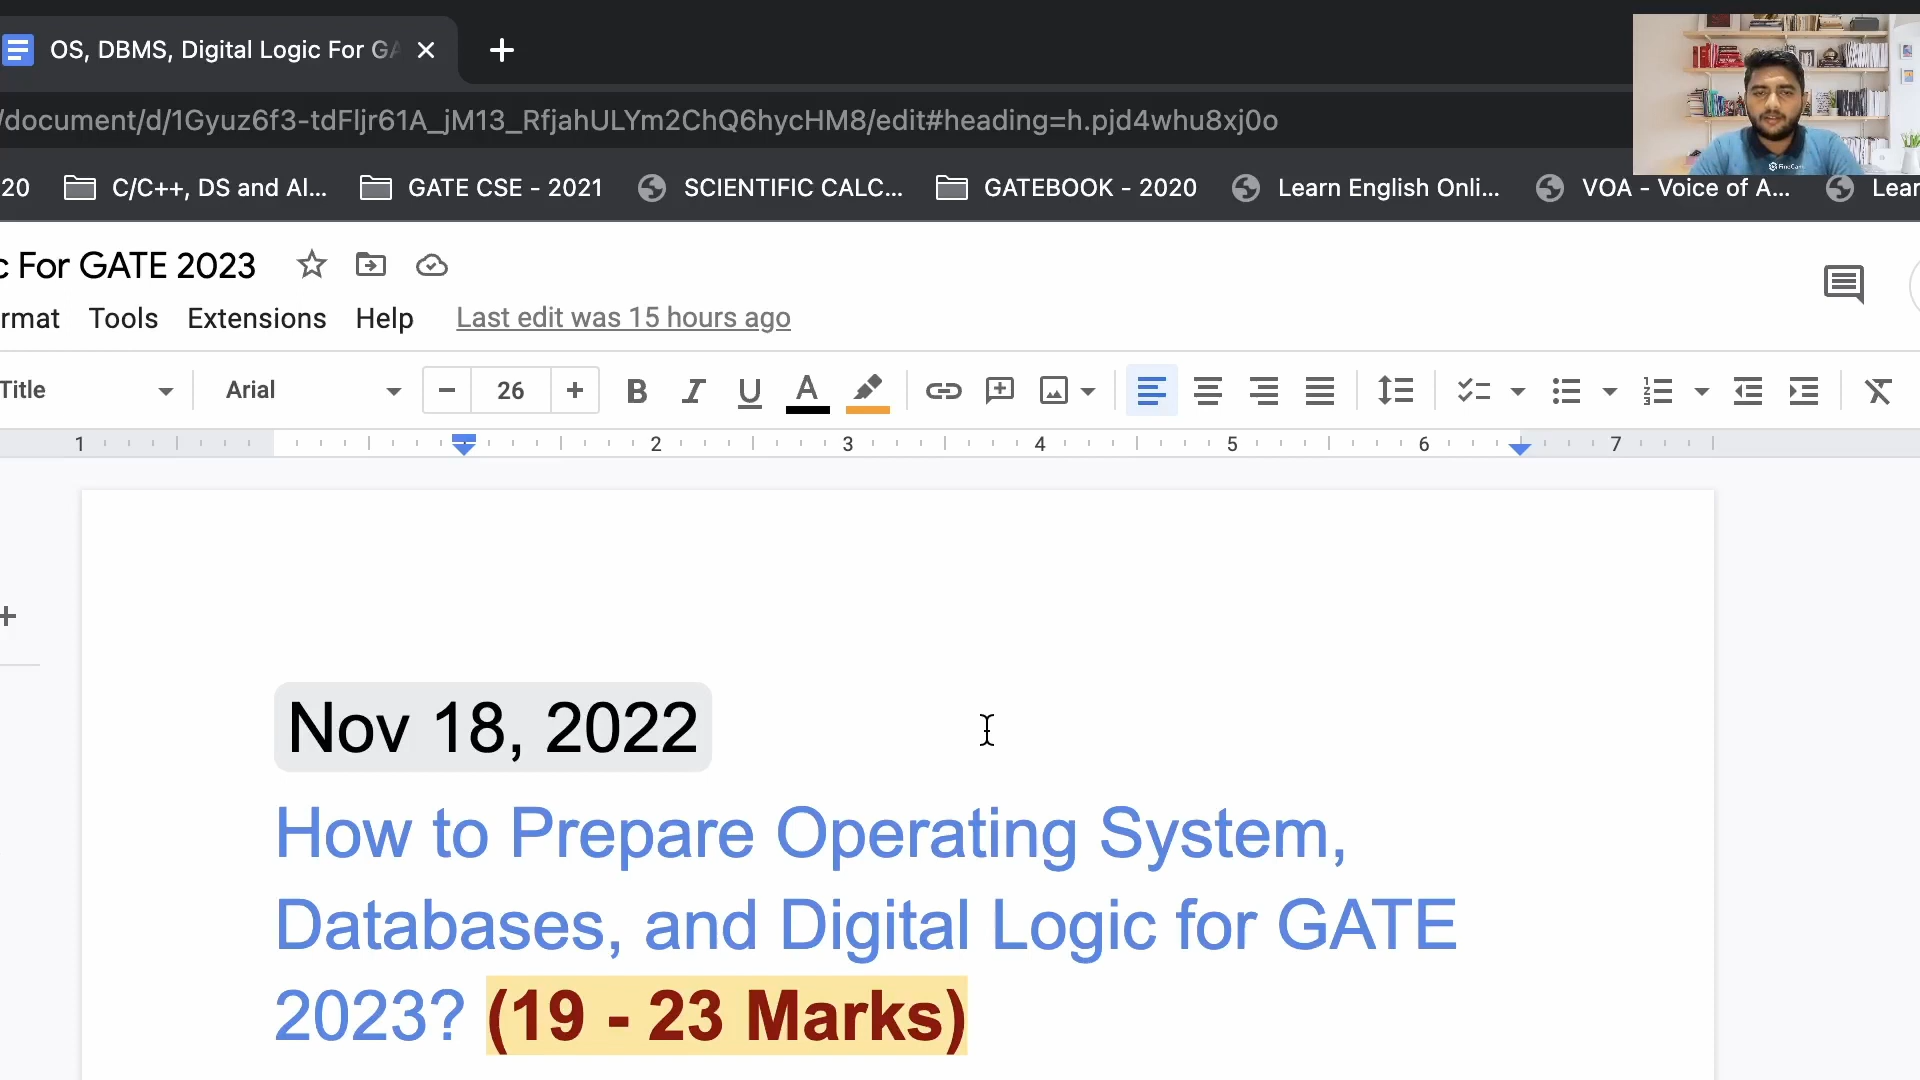 OS, DBMS, Digital Logic For GA
/document/d/1Gyuz6f3-tdFljr61A_jM13_RfjahULYm2ChQ6hycHM8/edit#heading=h.pjd4whu8xj0o
20 C/C++, DS and Al... GATE CSE - 2021 SCIENTIFIC CALC... GATEBOOK - 2020 Learn English Onli... VOA - Voice of A... Lear
c For GATE 2023
rmat Tools Extensions Help Last edit was 15 hours ago
Title Arial − 26 + B I U A
1 2 3 4 5 6 7
Nov 18, 2022
How to Prepare Operating System,
Databases, and Digital Logic for GATE
2023? (19 - 23 Marks)